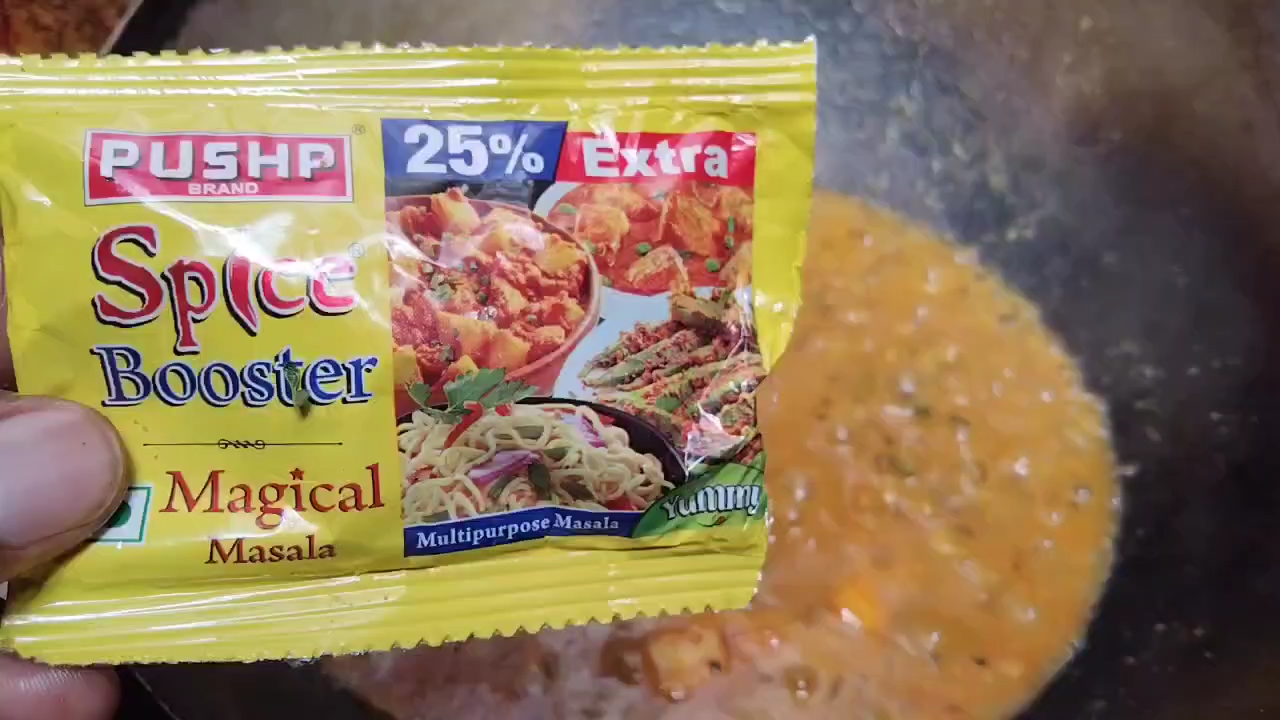 PUSHP
BRAND
®
Spice
Booster
®
Magical
Masala
25% Extra
Yummy
Multipurpose Masala